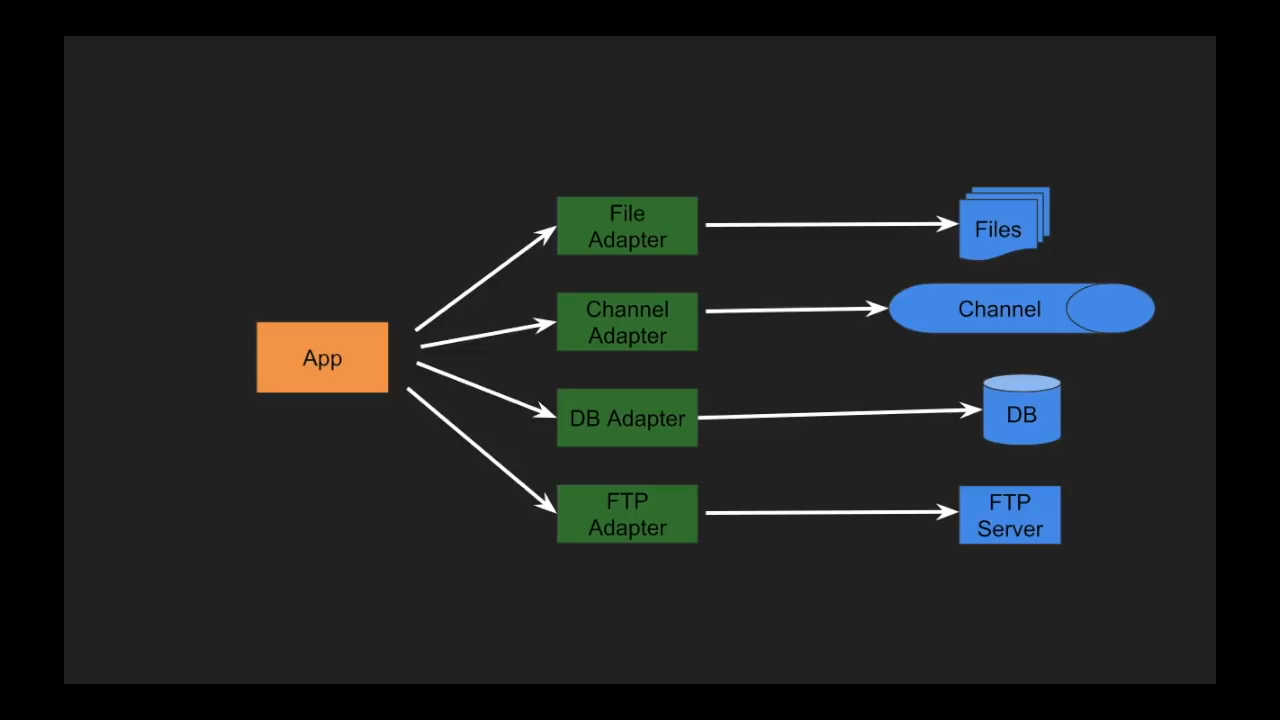 App
File
Adapter
Files
Channel
Adapter
Channel
DB Adapter
DB
FTP
Adapter
FTP
Server